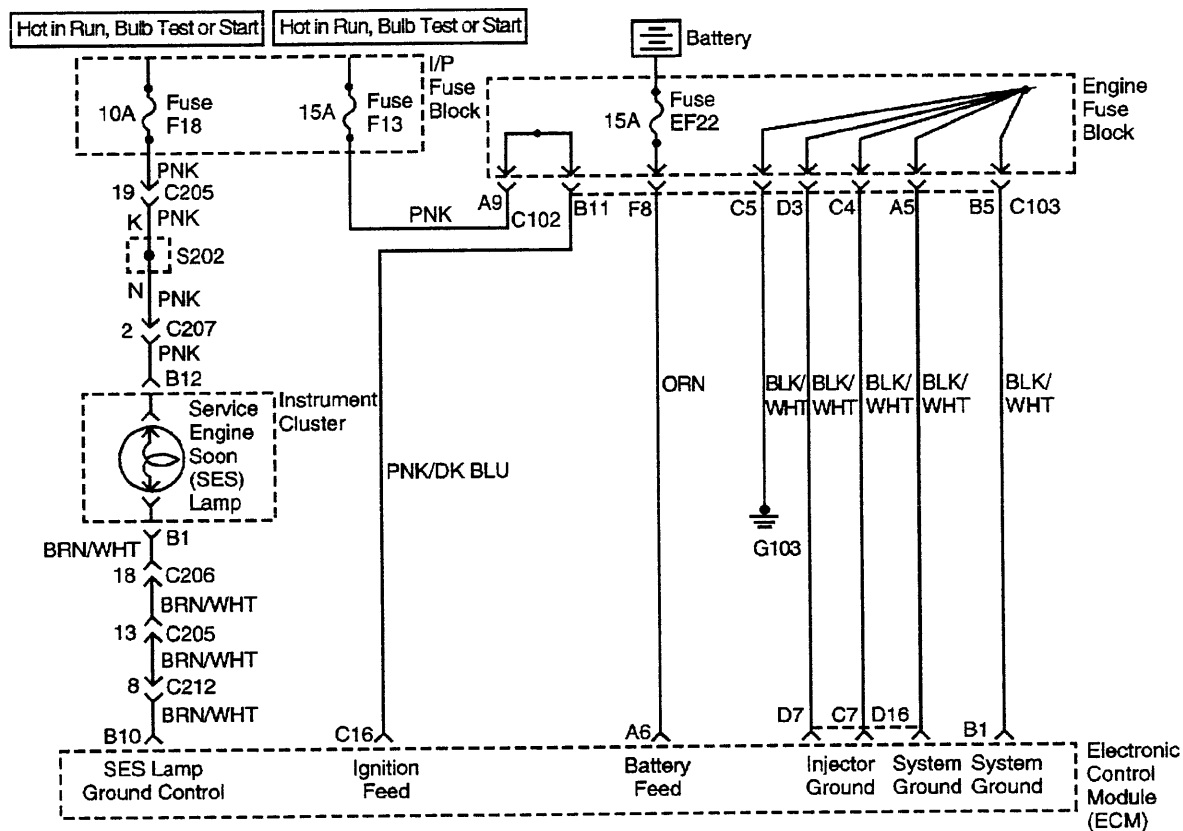 Hot in Run, Bulb Test or Start
Hot in Run, Bulb Test or Start
Battery
I/P
Fuse
Block
Engine
Fuse
Block
10A
Fuse
F18
15A
Fuse
F13
15A
Fuse
EF22
PNK
19
C205
K
PNK
S202
N
PNK
2
C207
PNK
B12
PNK
A9
C102
B11
F8
C5
D3
C4
A5
B5
C103
Instrument
Cluster
Service
Engine
Soon
(SES)
Lamp
ORN
BLK/
WHT
BLK/
WHT
BLK/
WHT
BLK/
WHT
BLK/
WHT
PNK/DK BLU
G103
B1
BRN/WHT
18
C206
BRN/WHT
13
C205
BRN/WHT
8
C212
BRN/WHT
B10
C16
A6
D7
C7
D16
B1
SES Lamp
Ground Control
Ignition
Feed
Battery
Feed
Injector
Ground
System
Ground
System
Ground
Electronic
Control
Module
(ECM)